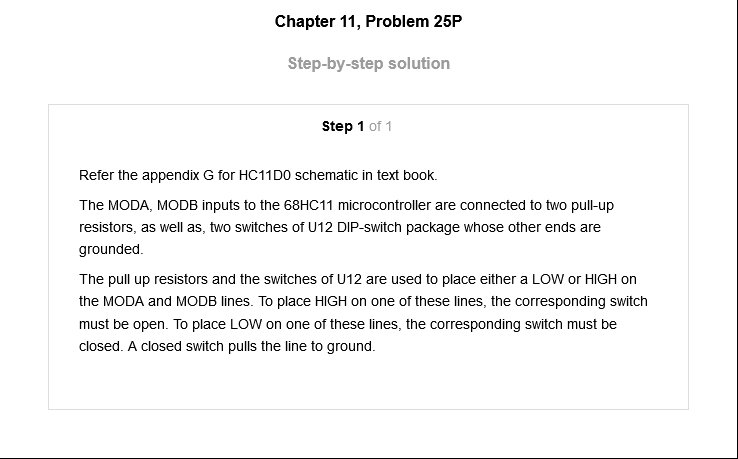 Chapter 11, Problem 25P
Step-by-step solution
Step 1 of 1
Refer the appendix G for HC11D0 schematic in text book.
The MODA, MODB inputs to the 68HC11 microcontroller are connected to two pull-up
resistors, as well as, two switches of U12 DIP-switch package whose other ends are
grounded.
The pull up resistors and the switches of U12 are used to place either a LOW or HIGH on
the MODA and MODB lines. To place HIGH on one of these lines, the corresponding switch
must be open. To place LOW on one of these lines, the corresponding switch must be
closed. A closed switch pulls the line to ground.